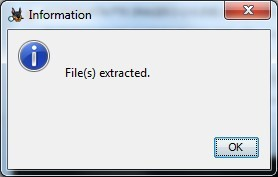 Information
File(s) extracted.
OK